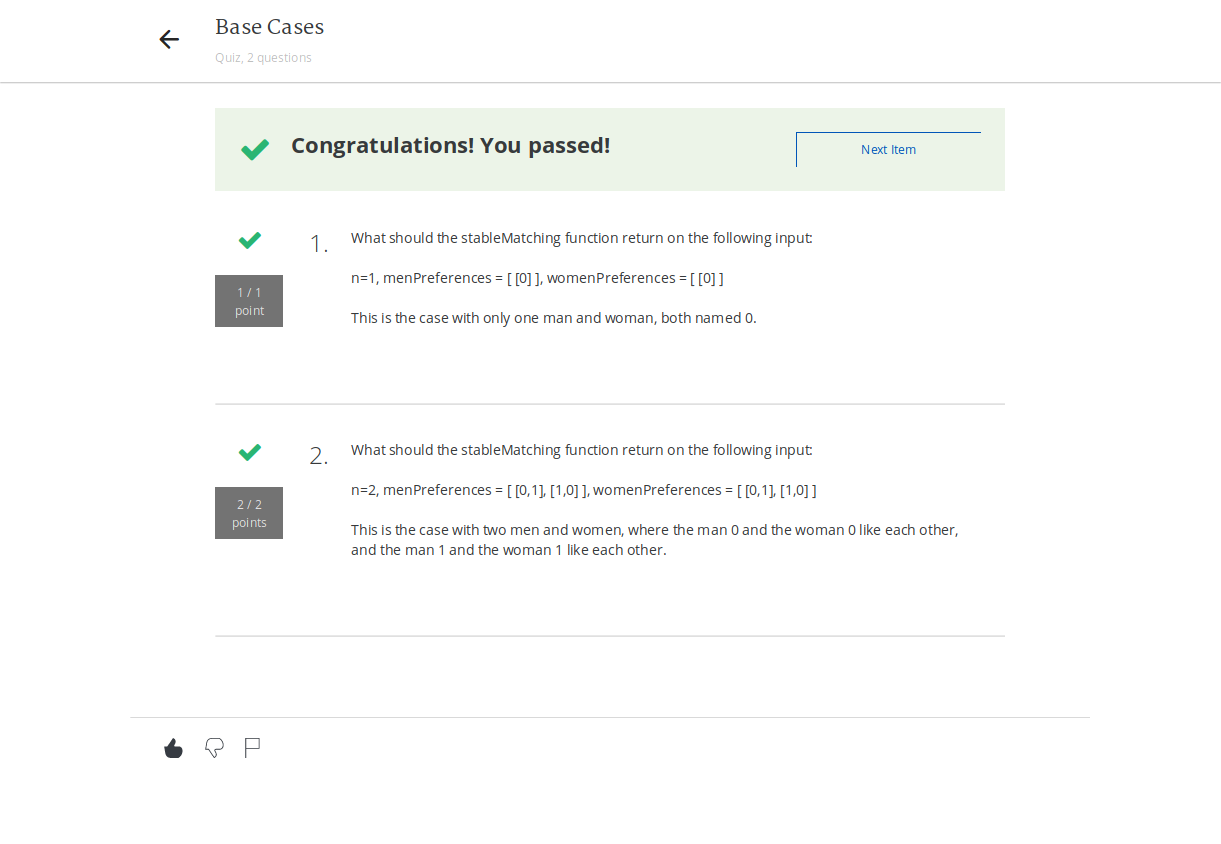 Base Cases
Quiz, 2 questions
Congratulations! You passed!
Next Item
1 / 1
point
1.
What should the stableMatching function return on the following input:
n=1, menPreferences = [ [0] ], womenPreferences = [ [0] ]
This is the case with only one man and woman, both named 0.
2 / 2
points
2.
What should the stableMatching function return on the following input:
n=2, menPreferences = [ [0,1], [1,0] ], womenPreferences = [ [0,1], [1,0] ]
This is the case with two men and women, where the man 0 and the woman 0 like each other,
and the man 1 and the woman 1 like each other.